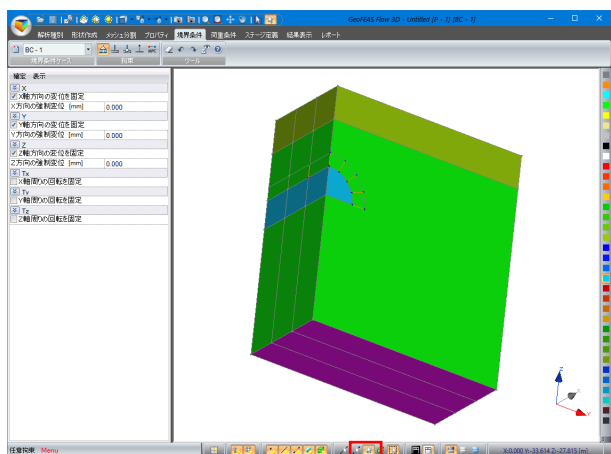 GeoFEAS Flow 3D - Untitled [P - 1] [BC - 1]
解析種別 形状作成 メッシュ分割 プロパティ 境界条件 荷重条件 ステージ定義 結果表示 レポート
BC - 1
境界条件ケース 拘束 ツール
確定 表示
X
X軸方向の変位を固定
X方向の強制変位 [mm] 0.000
Y
Y軸方向の変位を固定
Y方向の強制変位 [mm] 0.000
Z
Z軸方向の変位を固定
Z方向の強制変位 [mm] 0.000
Tx
X軸周りの回転を固定
Ty
Y軸周りの回転を固定
Tz
Z軸周りの回転を固定
Z
X
Y
任意拘束 Menu
X:0.000 Y:-33.614 Z:-27.815 [m]